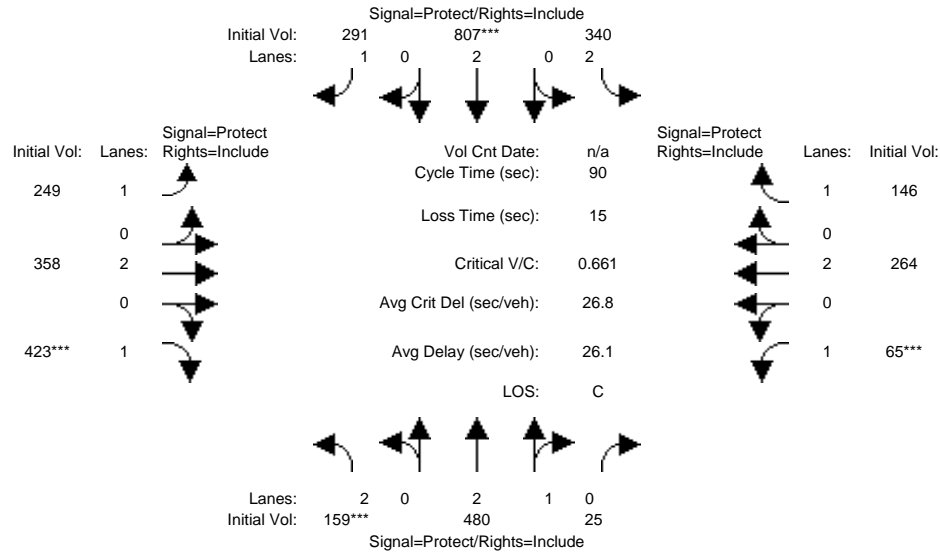 Signal=Protect/Rights=Include
Initial Vol: 291 807*** 340
Lanes: 1 0 2 0 2
Signal=Protect
Initial Vol: Lanes: Rights=Include
Vol Cnt Date: n/a
Signal=Protect
Rights=Include Lanes: Initial Vol:
Cycle Time (sec): 90
249 1
1 146
Loss Time (sec): 15
0
0
358 2
Critical V/C: 0.661
2 264
0
Avg Crit Del (sec/veh): 26.8
0
423*** 1
Avg Delay (sec/veh): 26.1
1 65***
LOS: C
Lanes: 2 0 2 1 0
Initial Vol: 159*** 480 25
Signal=Protect/Rights=Include